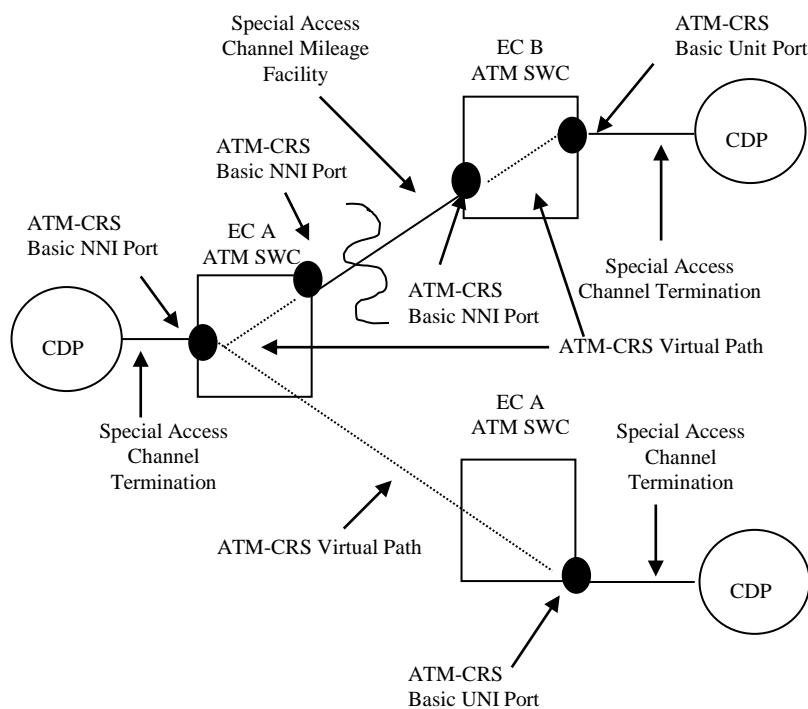 Special Access
Channel Mileage
Facility
EC B
ATM SWC
ATM-CRS
Basic Unit Port
CDP
ATM-CRS
Basic NNI Port
ATM-CRS
Basic NNI Port
EC A
ATM SWC
ATM-CRS
Basic NNI Port
Special Access
Channel Termination
CDP
ATM-CRS Virtual Path
Special Access
Channel
Termination
EC A
ATM SWC
Special Access
Channel
Termination
ATM-CRS Virtual Path
CDP
ATM-CRS
Basic UNI Port